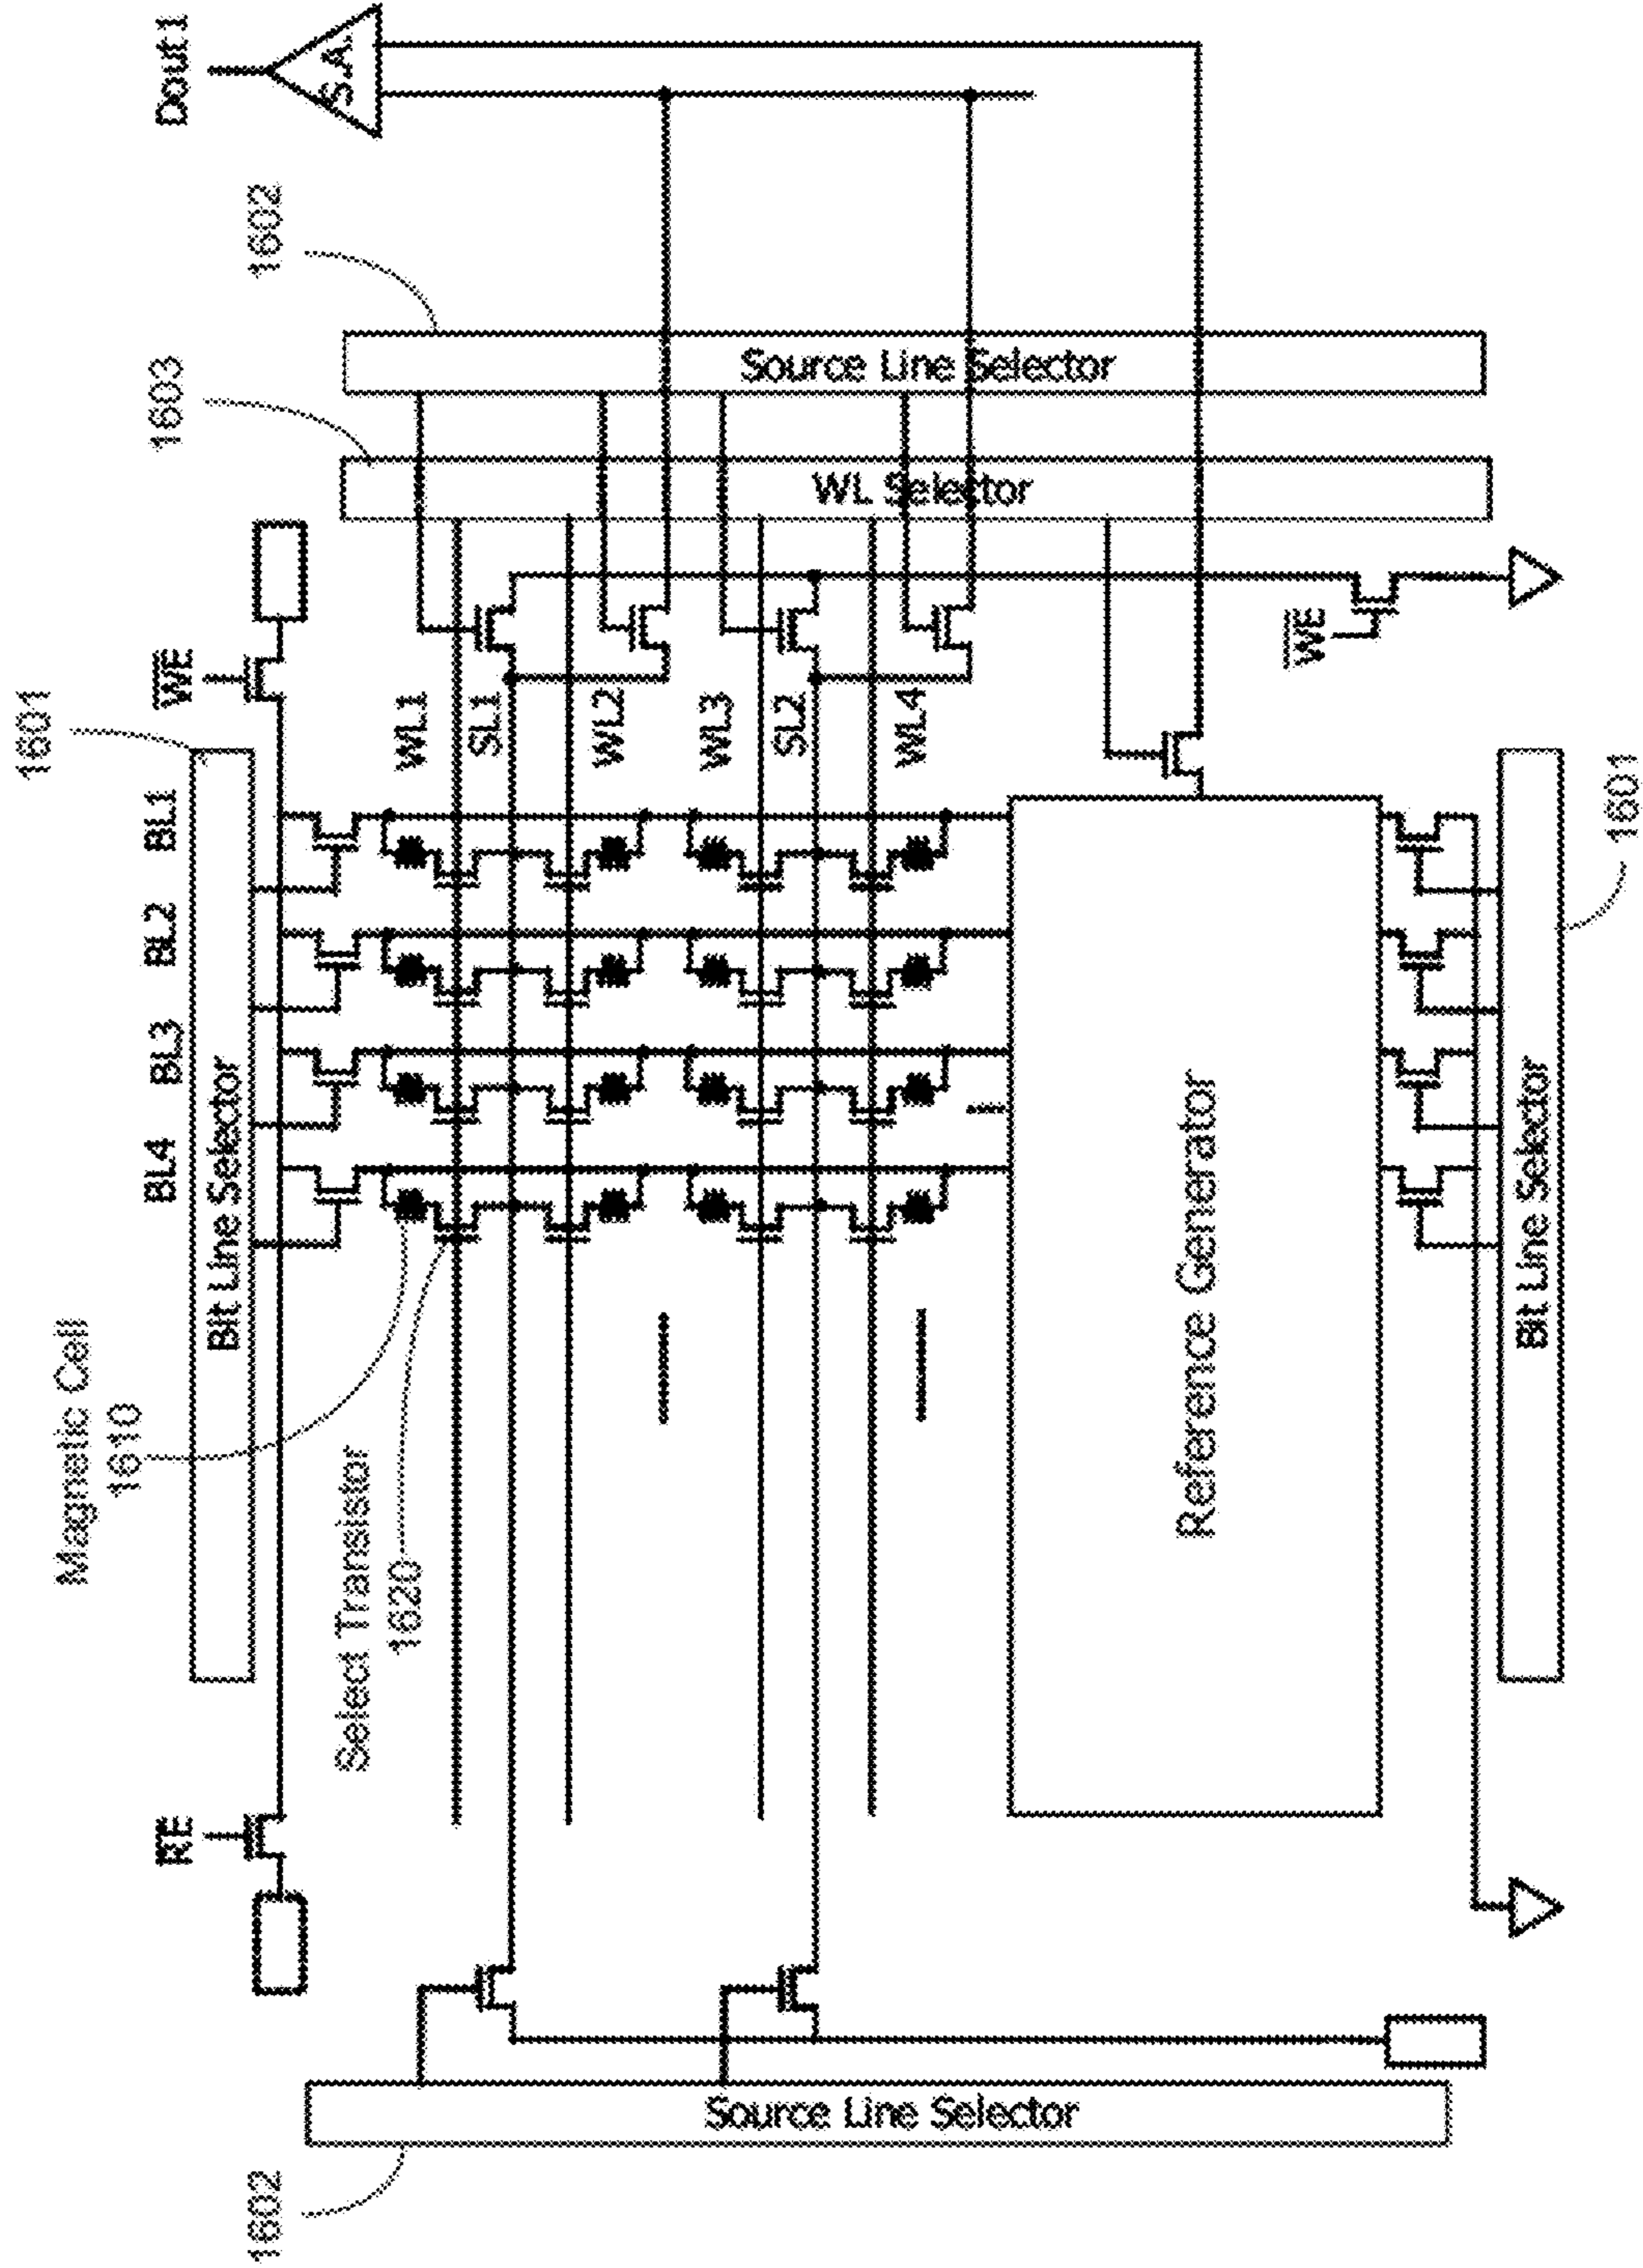 1602
Source Line Selector
RE
Magnetic Cell
1610
Select Transistor
1620
BL4
BL3
BL2
BL1
Bit Line Selector
1601
WE
WL1
SL1
WL2
WL3
SL2
WL4
Reference Generator
WE
Bit Line Selector
1601
1603
WL Selector
1602
Source Line Selector
Dout1
S.A.